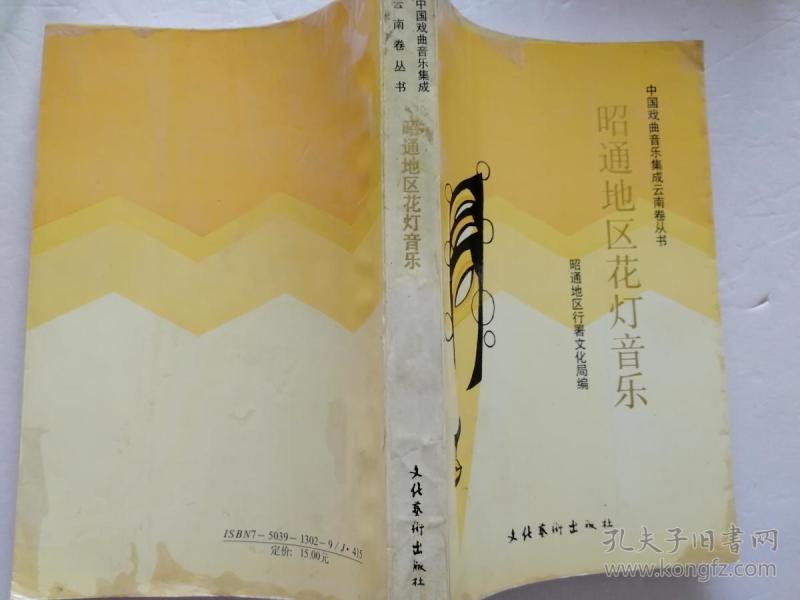 中国戏曲音乐集成云南卷丛书
昭通地区花灯音乐
昭通地区行署文化局编
文化艺术出版社
中国戏曲音乐集成
云南卷丛书
昭通地区花灯音乐
文化艺术出版社
ISBN7-5039-1302-9/J·415
定价: 15.00元
孔夫子旧书网
www.kongfz.com